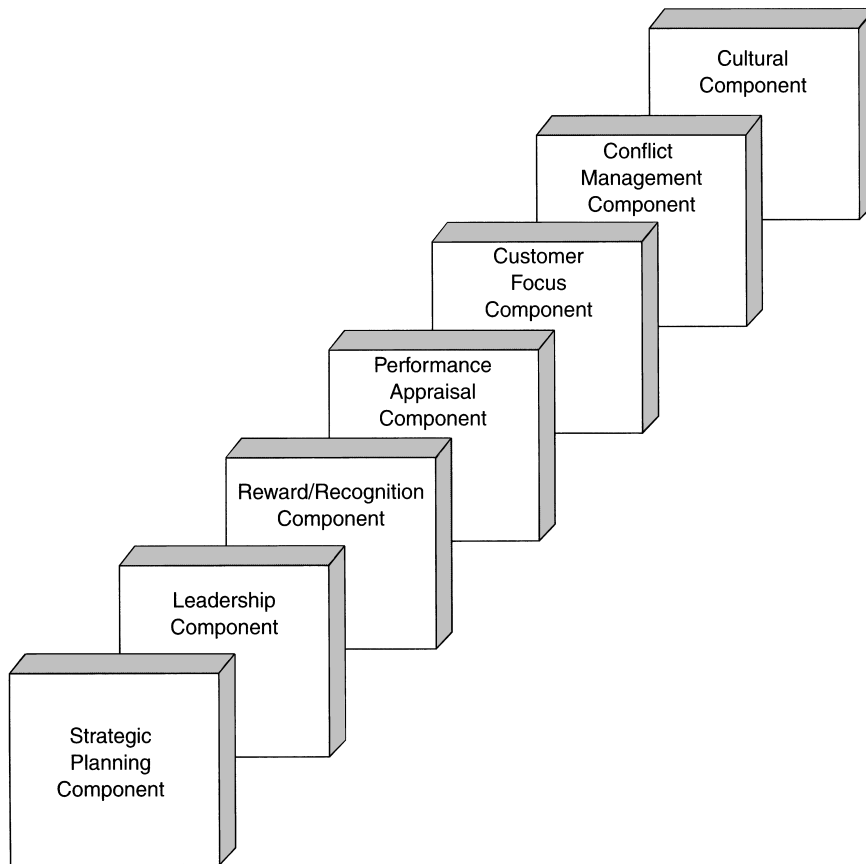 Cultural
Component
Conflict
Management
Component
Customer
Focus
Component
Performance
Appraisal
Component
Reward/Recognition
Component
Leadership
Component
Strategic
Planning
Component